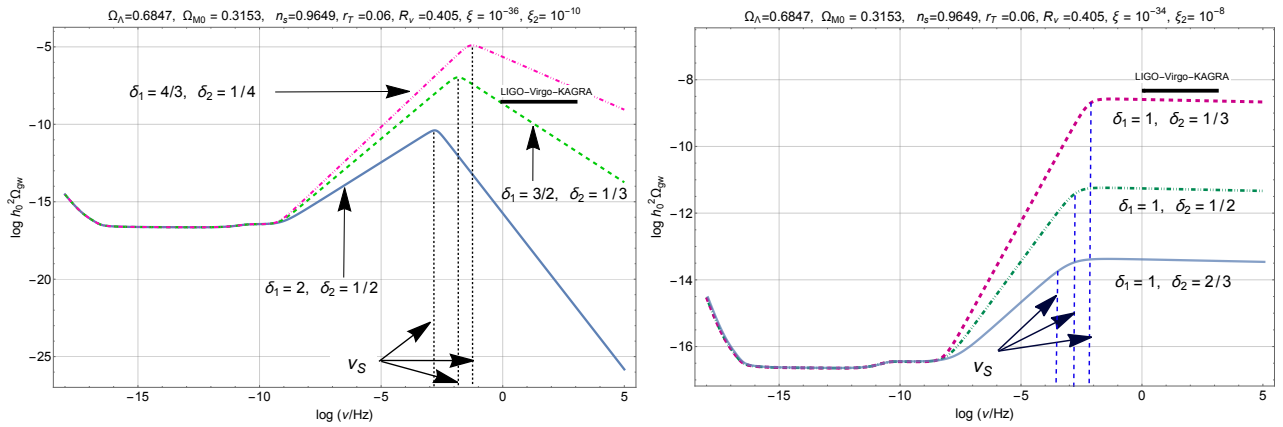 Ω_Λ=0.6847, Ω_M0 = 0.3153, n_s=0.9649, r_T =0.06, R_v =0.405, ξ = 10^-36, ξ_2= 10^-10
log h_0^2 Ω_gw
-5
-10
-15
-20
-25
δ_1 = 4/3, δ_2 = 1/4
LIGO-Virgo-KAGRA
δ_1 = 3/2, δ_2 = 1/3
δ_1 = 2, δ_2 = 1/2
ν_S
-15
-10
-5
0
5
log (ν/Hz)
Ω_Λ=0.6847, Ω_M0 = 0.3153, n_s=0.9649, r_T =0.06, R_v =0.405, ξ = 10^-34, ξ_2= 10^-8
log h_0^2 Ω_gw
-8
-10
-12
-14
-16
LIGO-Virgo-KAGRA
δ_1 = 1, δ_2 = 1/3
δ_1 = 1, δ_2 = 1/2
δ_1 = 1, δ_2 = 2/3
ν_S
-15
-10
-5
0
5
log (ν/Hz)